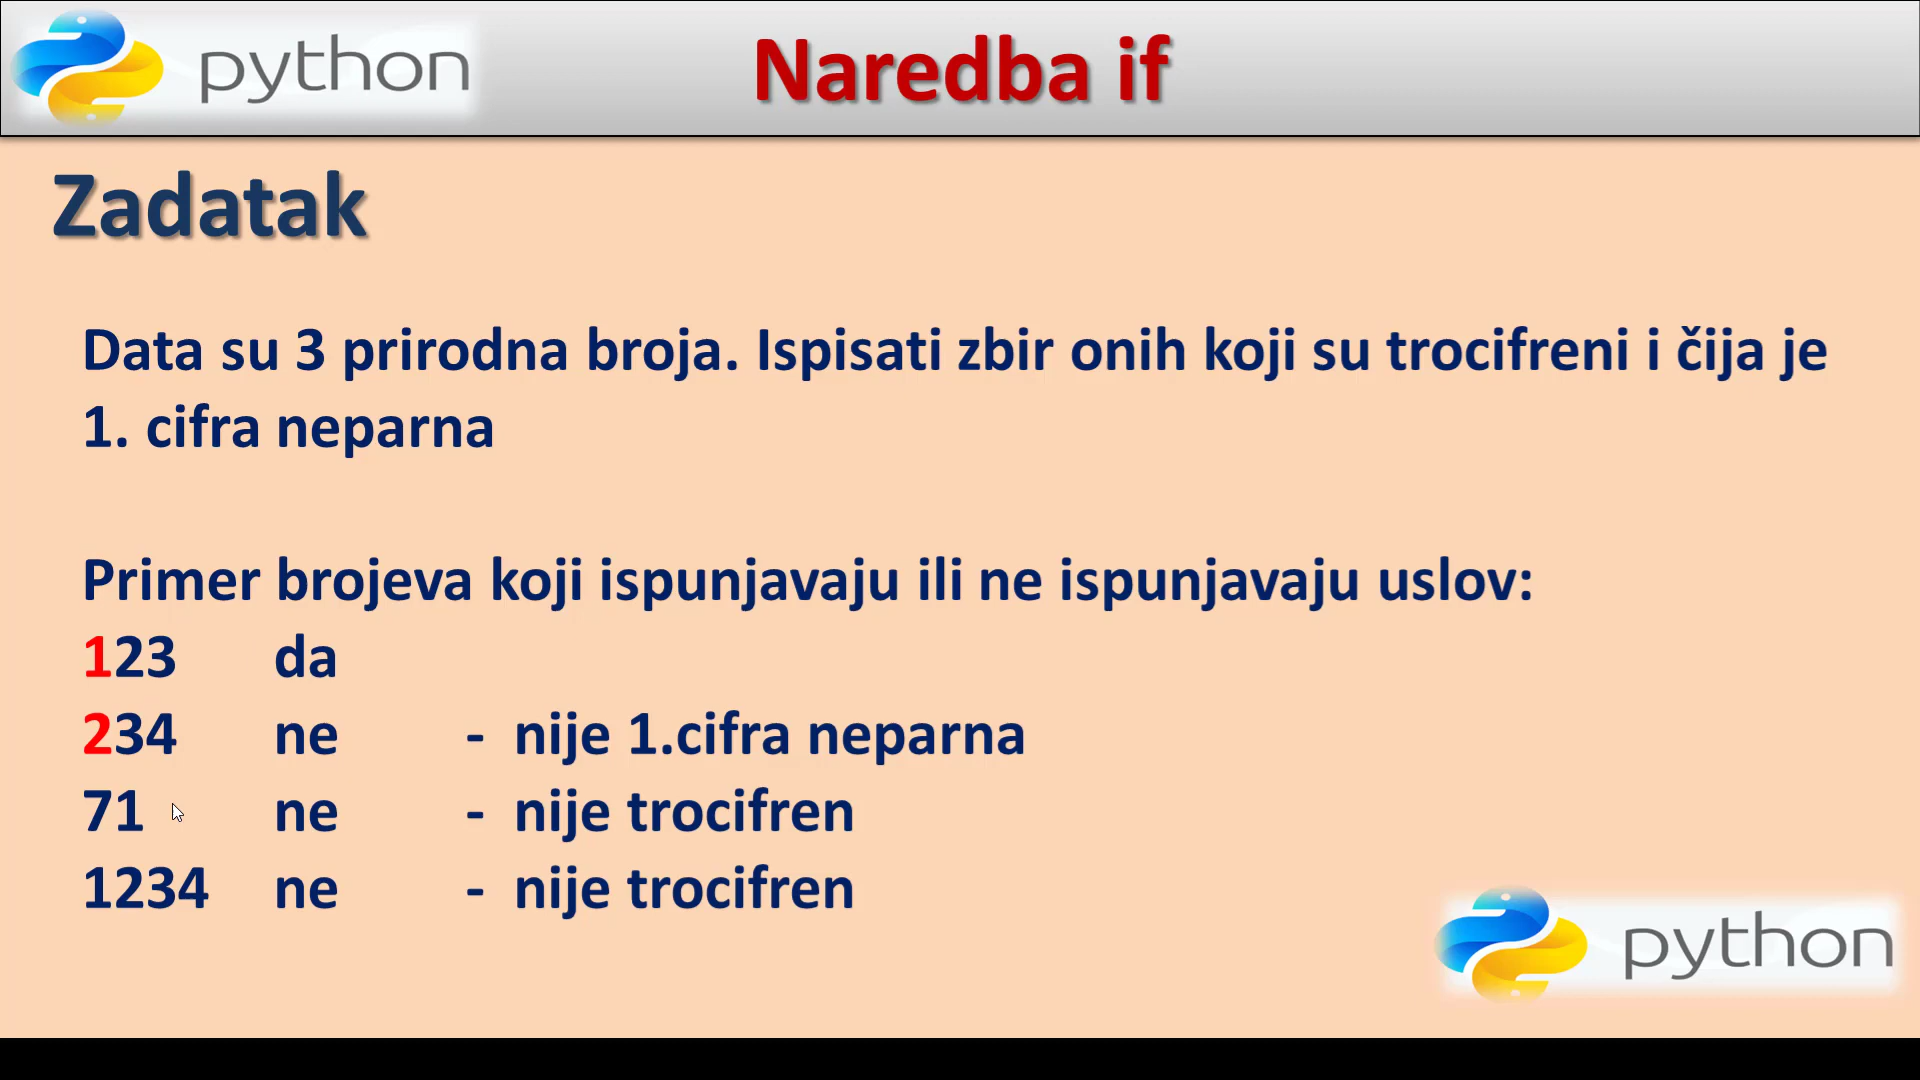 python
Naredba if
Zadatak
Data su 3 prirodna broja. Ispisati zbir onih koji su trocifreni i čija je
1. cifra neparna
Primer brojeva koji ispunjavaju ili ne ispunjavaju uslov:
123 da
234 ne - nije 1.cifra neparna
71 ne - nije trocifren
1234 ne - nije trocifren
python